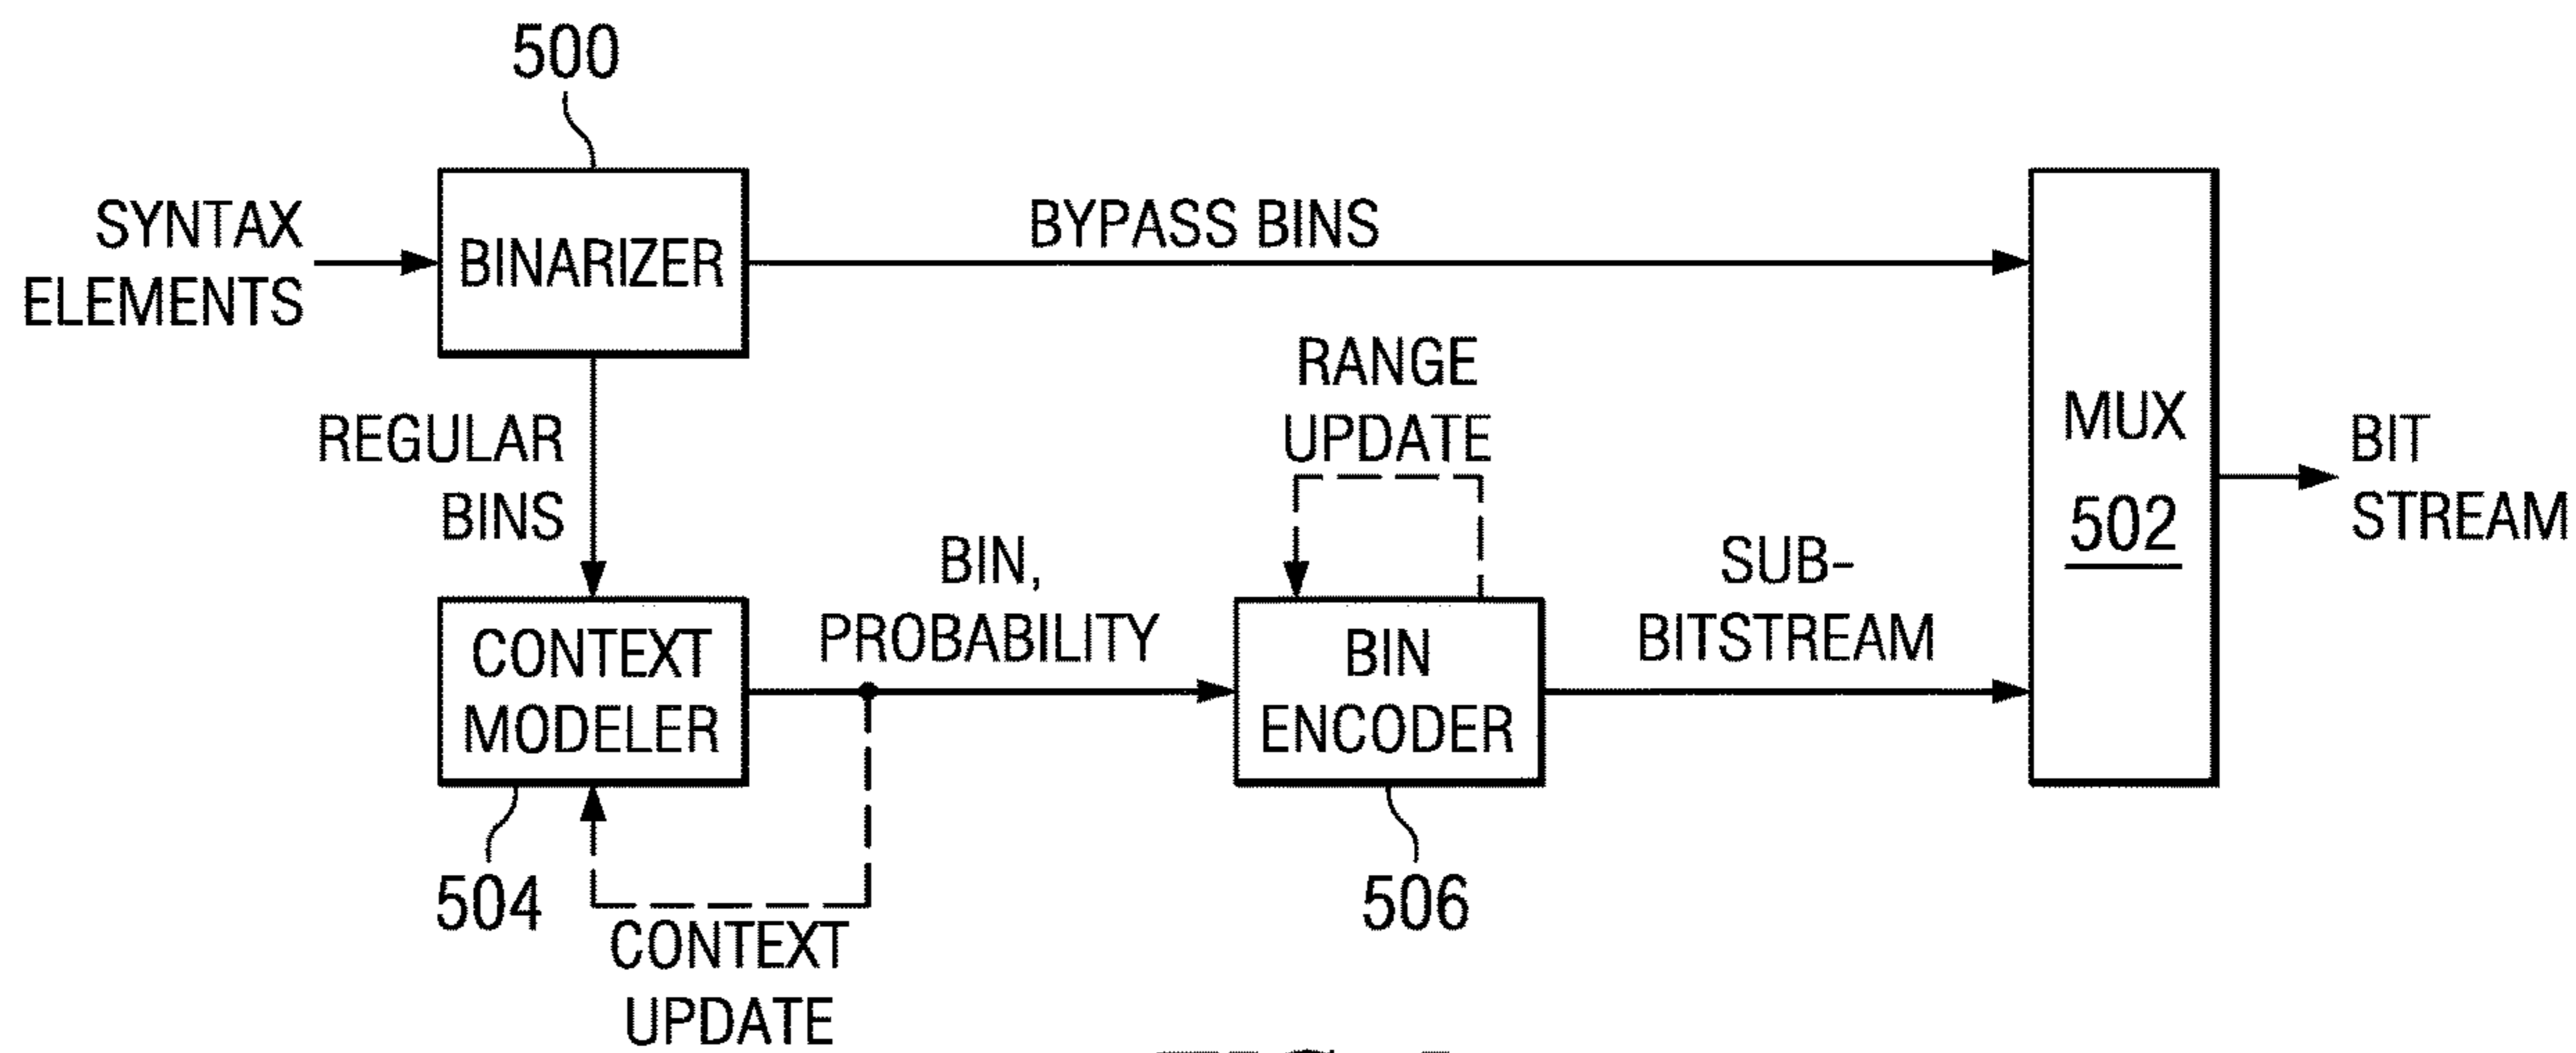 500
SYNTAX
ELEMENTS
BINARIZER
BYPASS BINS
RANGE
UPDATE
REGULAR
BINS
MUX
502
BIT
STREAM
BIN,
PROBABILITY
SUB-
BITSTREAM
CONTEXT
MODELER
BIN
ENCODER
504
506
CONTEXT
UPDATE